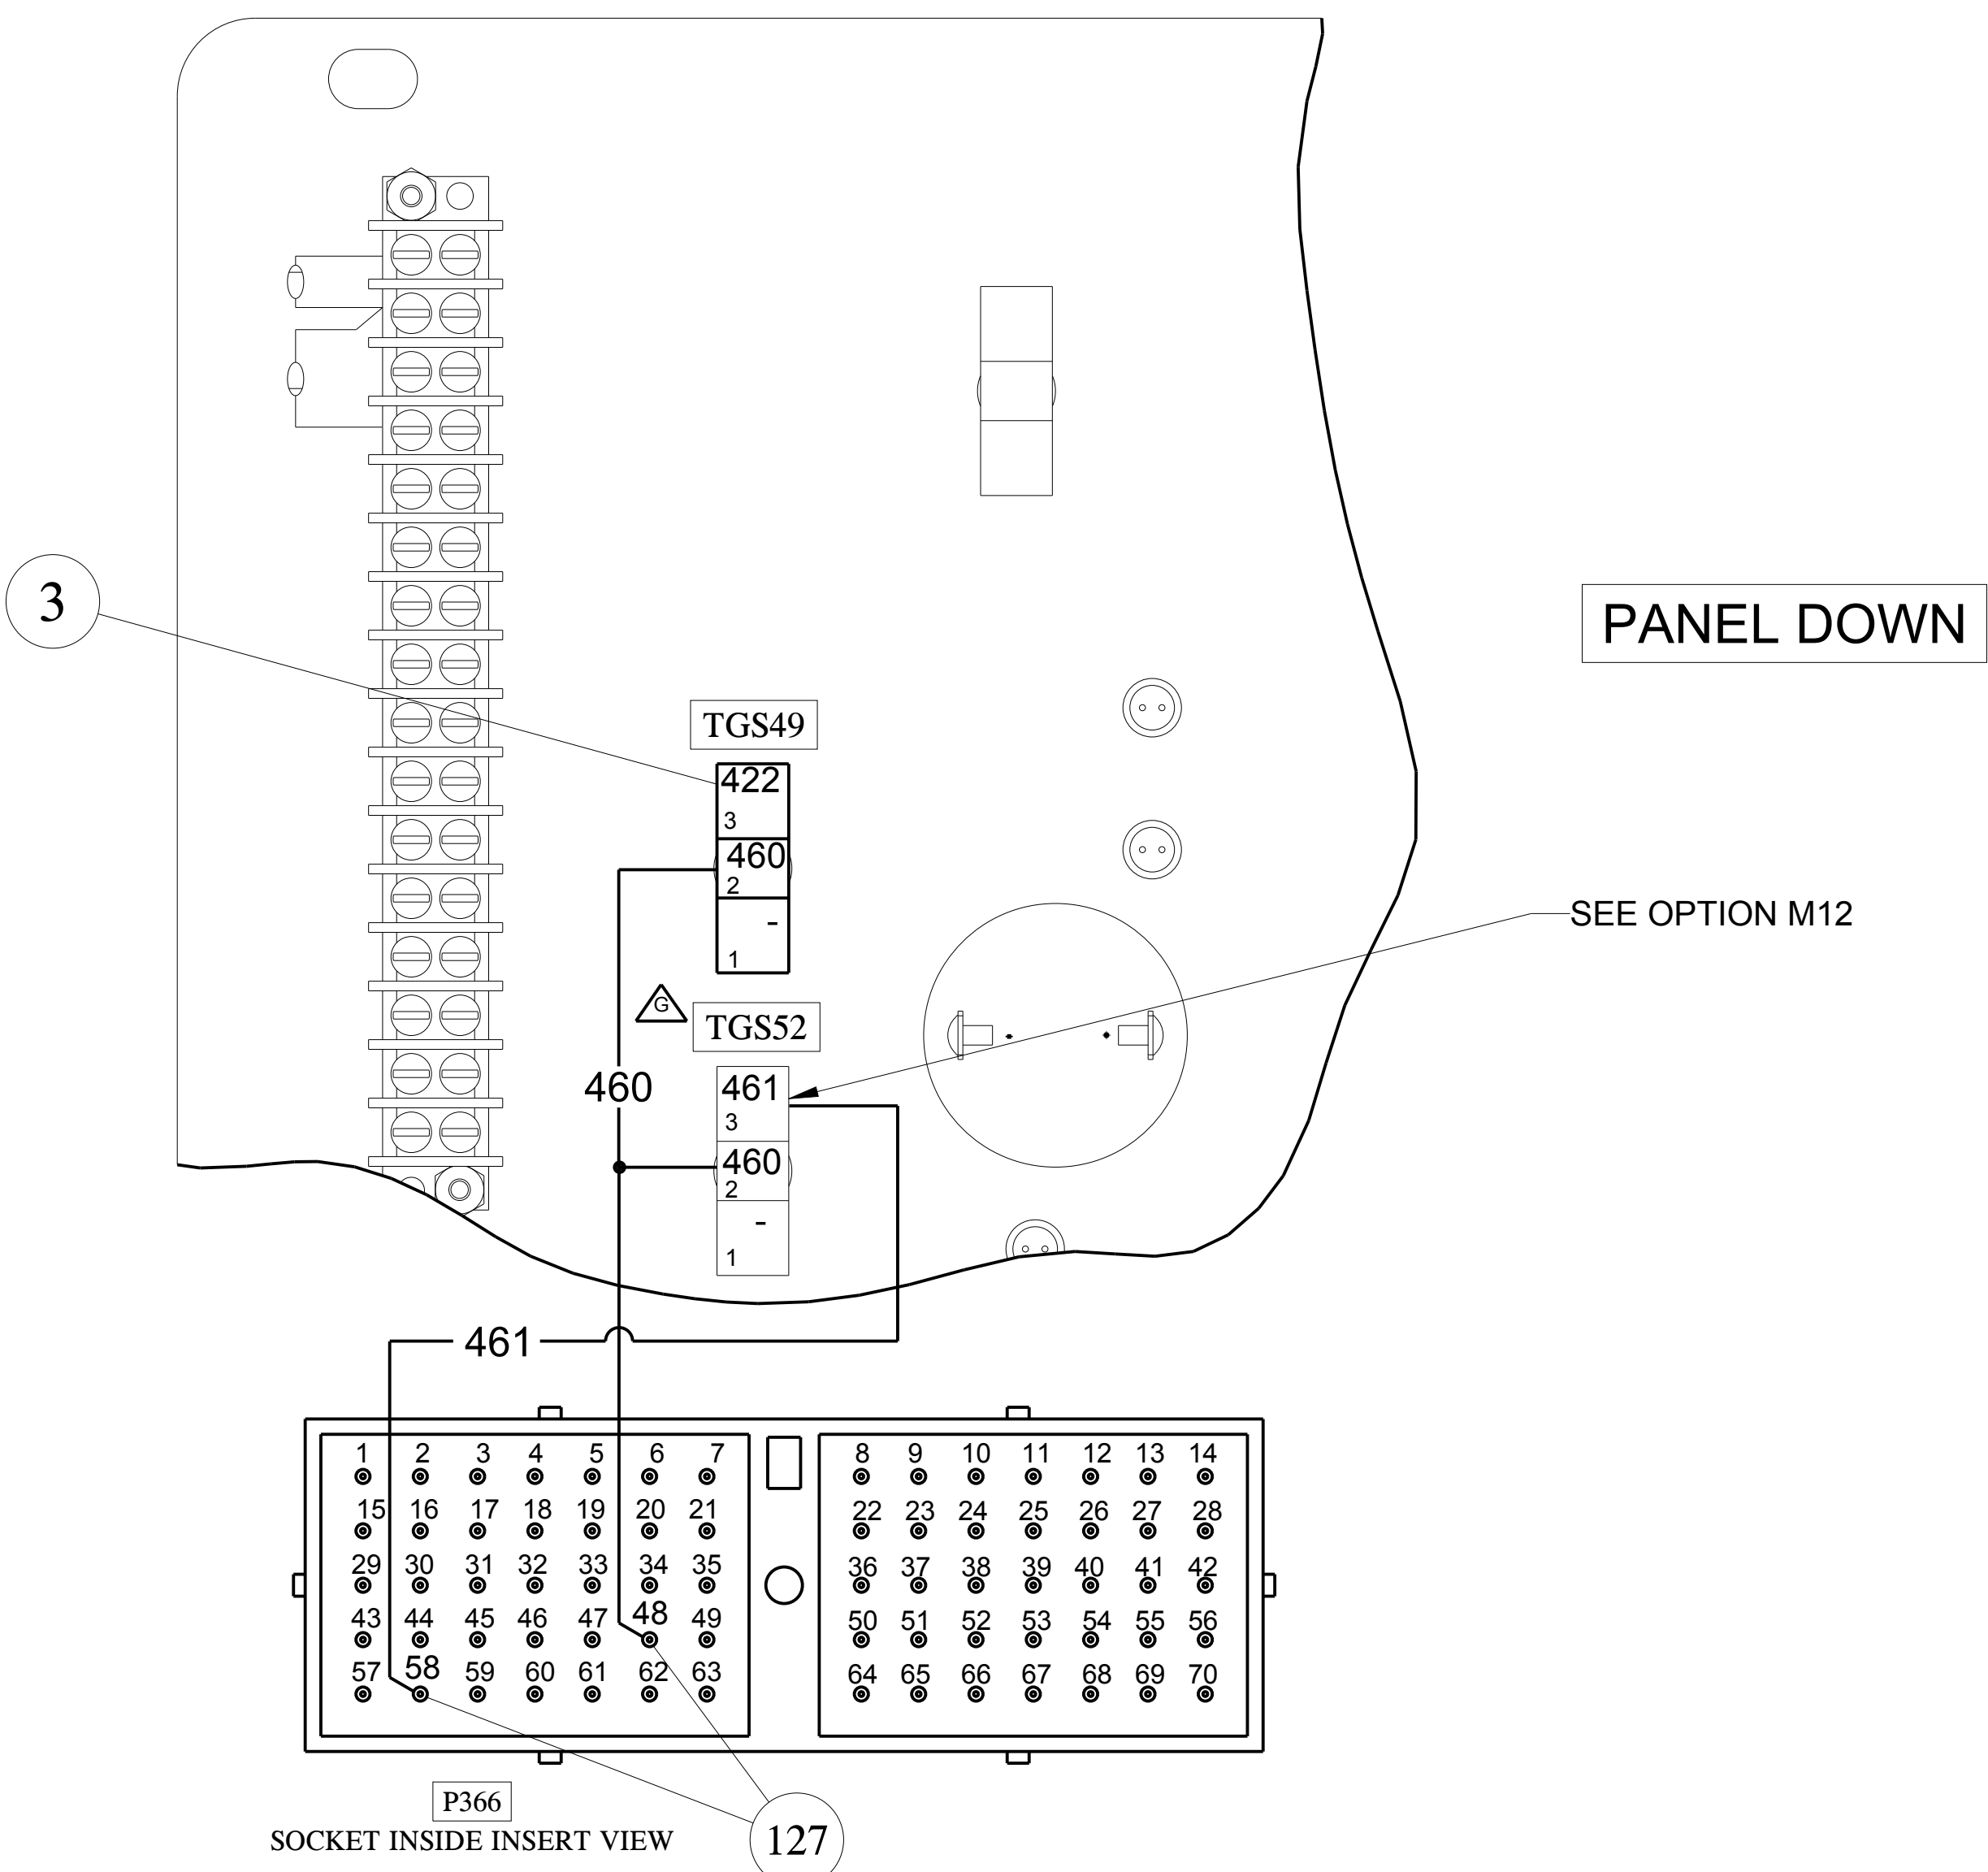 3
PANEL DOWN
TGS49
422
3
460
2
-
1
SEE OPTION M12
G
TGS52
460
461
3
460
2
-
1
461
1 2 3 4 5 6 7 8 9 10 11 12 13 14
15 16 17 18 19 20 21 22 23 24 25 26 27 28
29 30 31 32 33 34 35 36 37 38 39 40 41 42
43 44 45 46 47 48 49 50 51 52 53 54 55 56
57 58 59 60 61 62 63 64 65 66 67 68 69 70
P366
SOCKET INSIDE INSERT VIEW
127